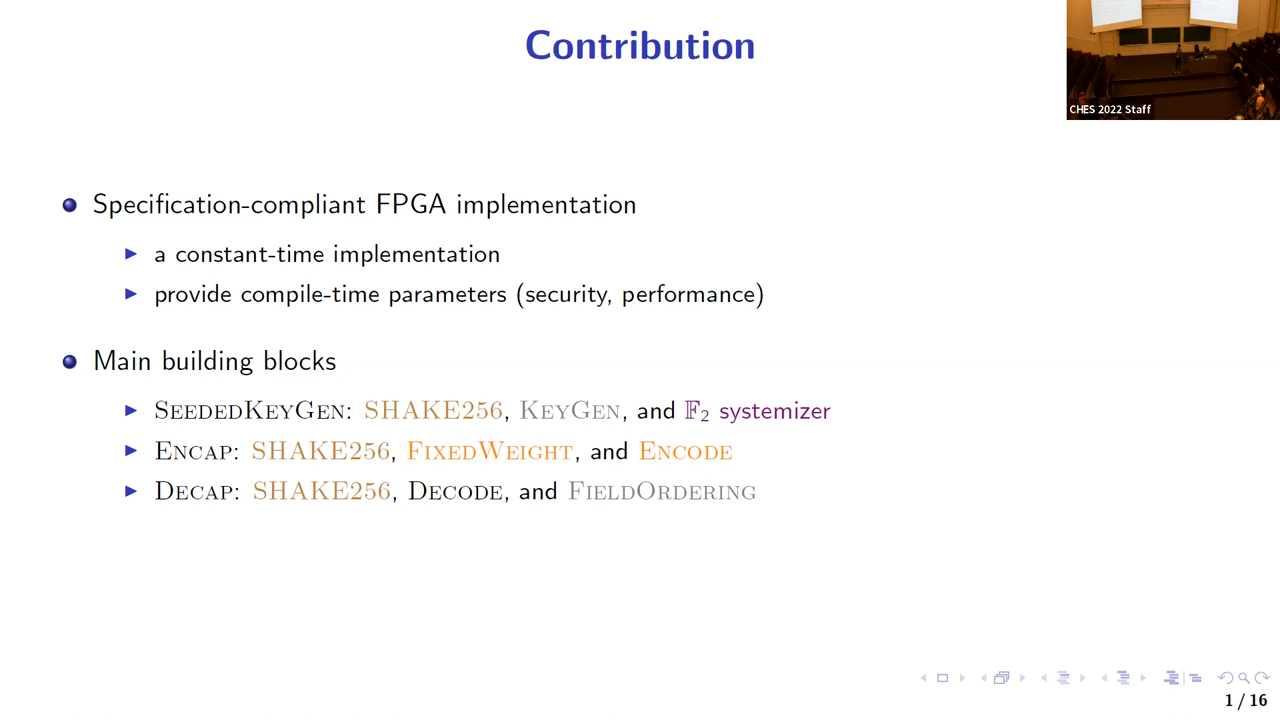 Contribution
CHES 2022 Staff
Specification-compliant FPGA implementation
a constant-time implementation
provide compile-time parameters (security, performance)
Main building blocks
SEEDEDKEYGEN: SHAKE256, KEYGEN, and 𝔽₂ systemizer
ENCAP: SHAKE256, FIXEDWEIGHT, and ENCODE
DECAP: SHAKE256, DECODE, and FIELDORDERING
1 / 16